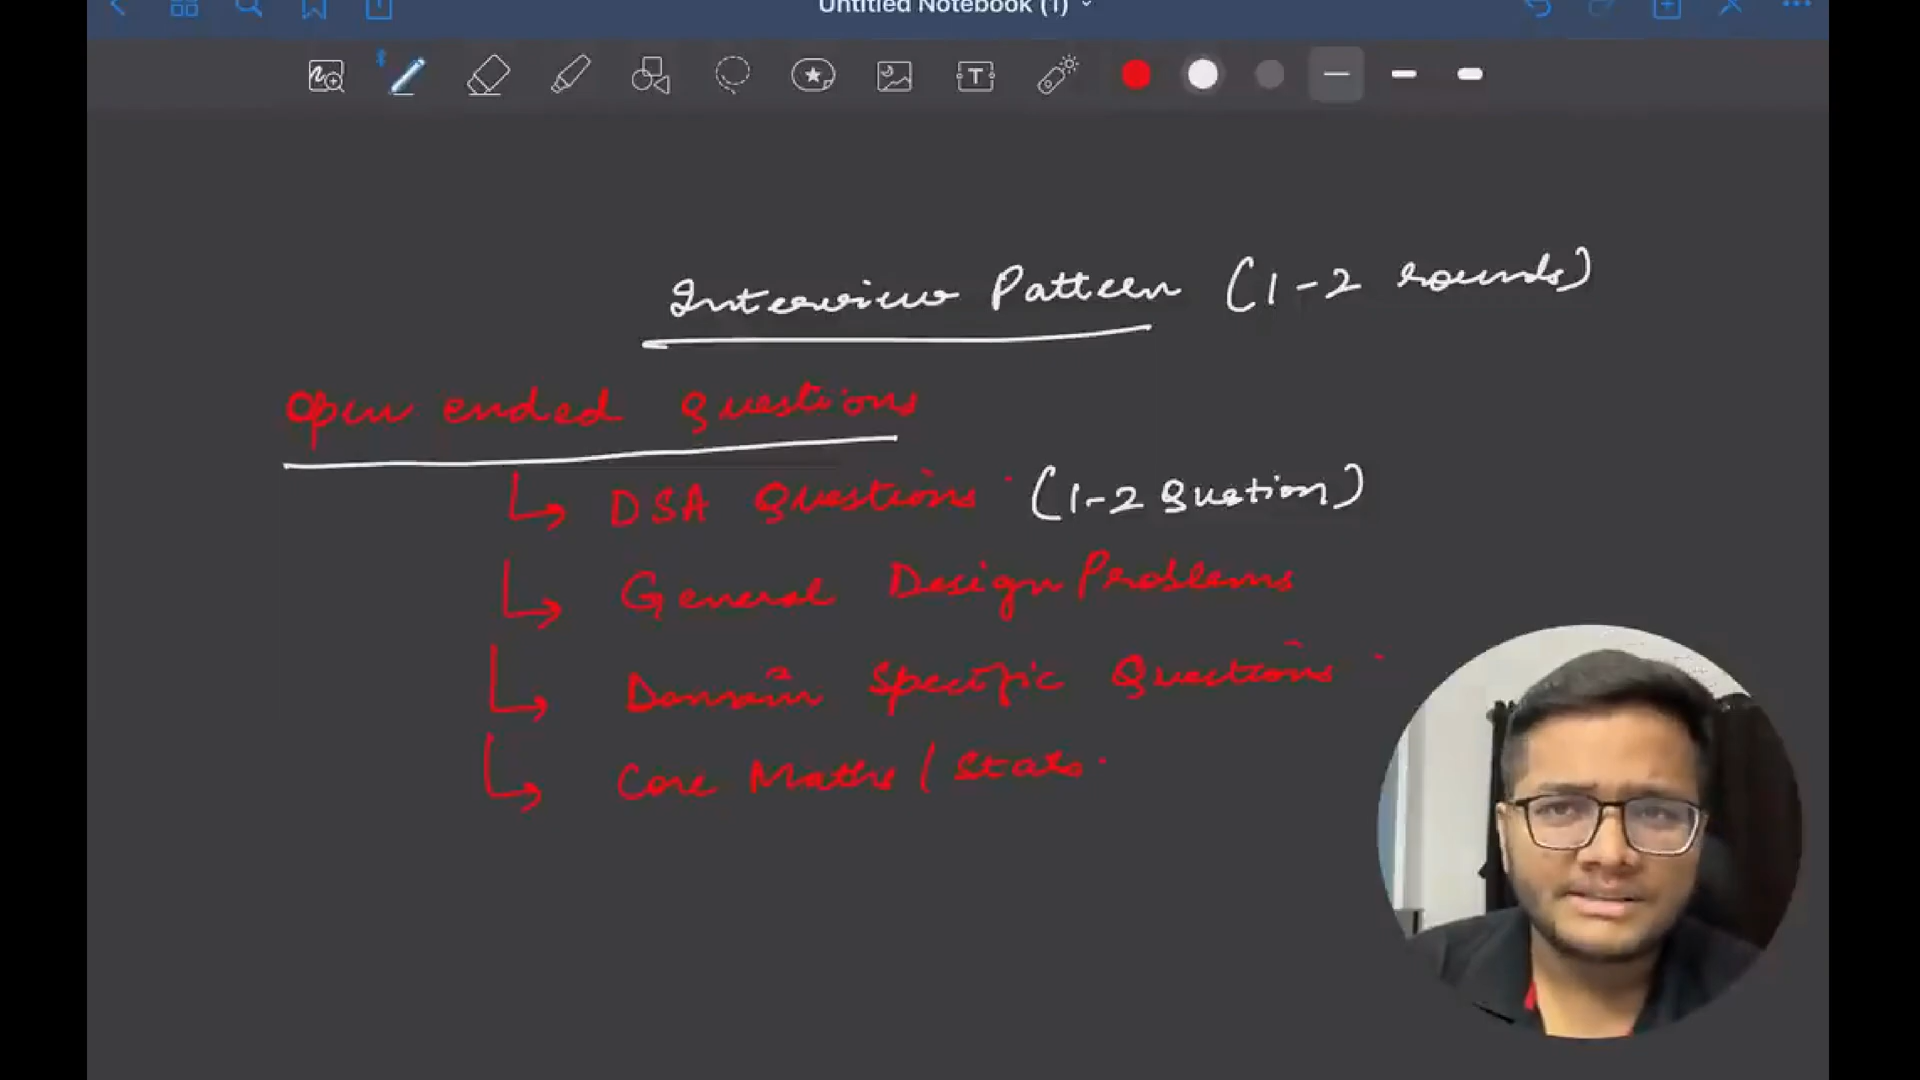 Untitled Notebook (1)
T
Interview Pattern (1-2 rounds)
Open ended Questions
DSA Questions (1-2 Quetion)
General Design Problems
Domain Specific Questions
Core Maths / Stats.